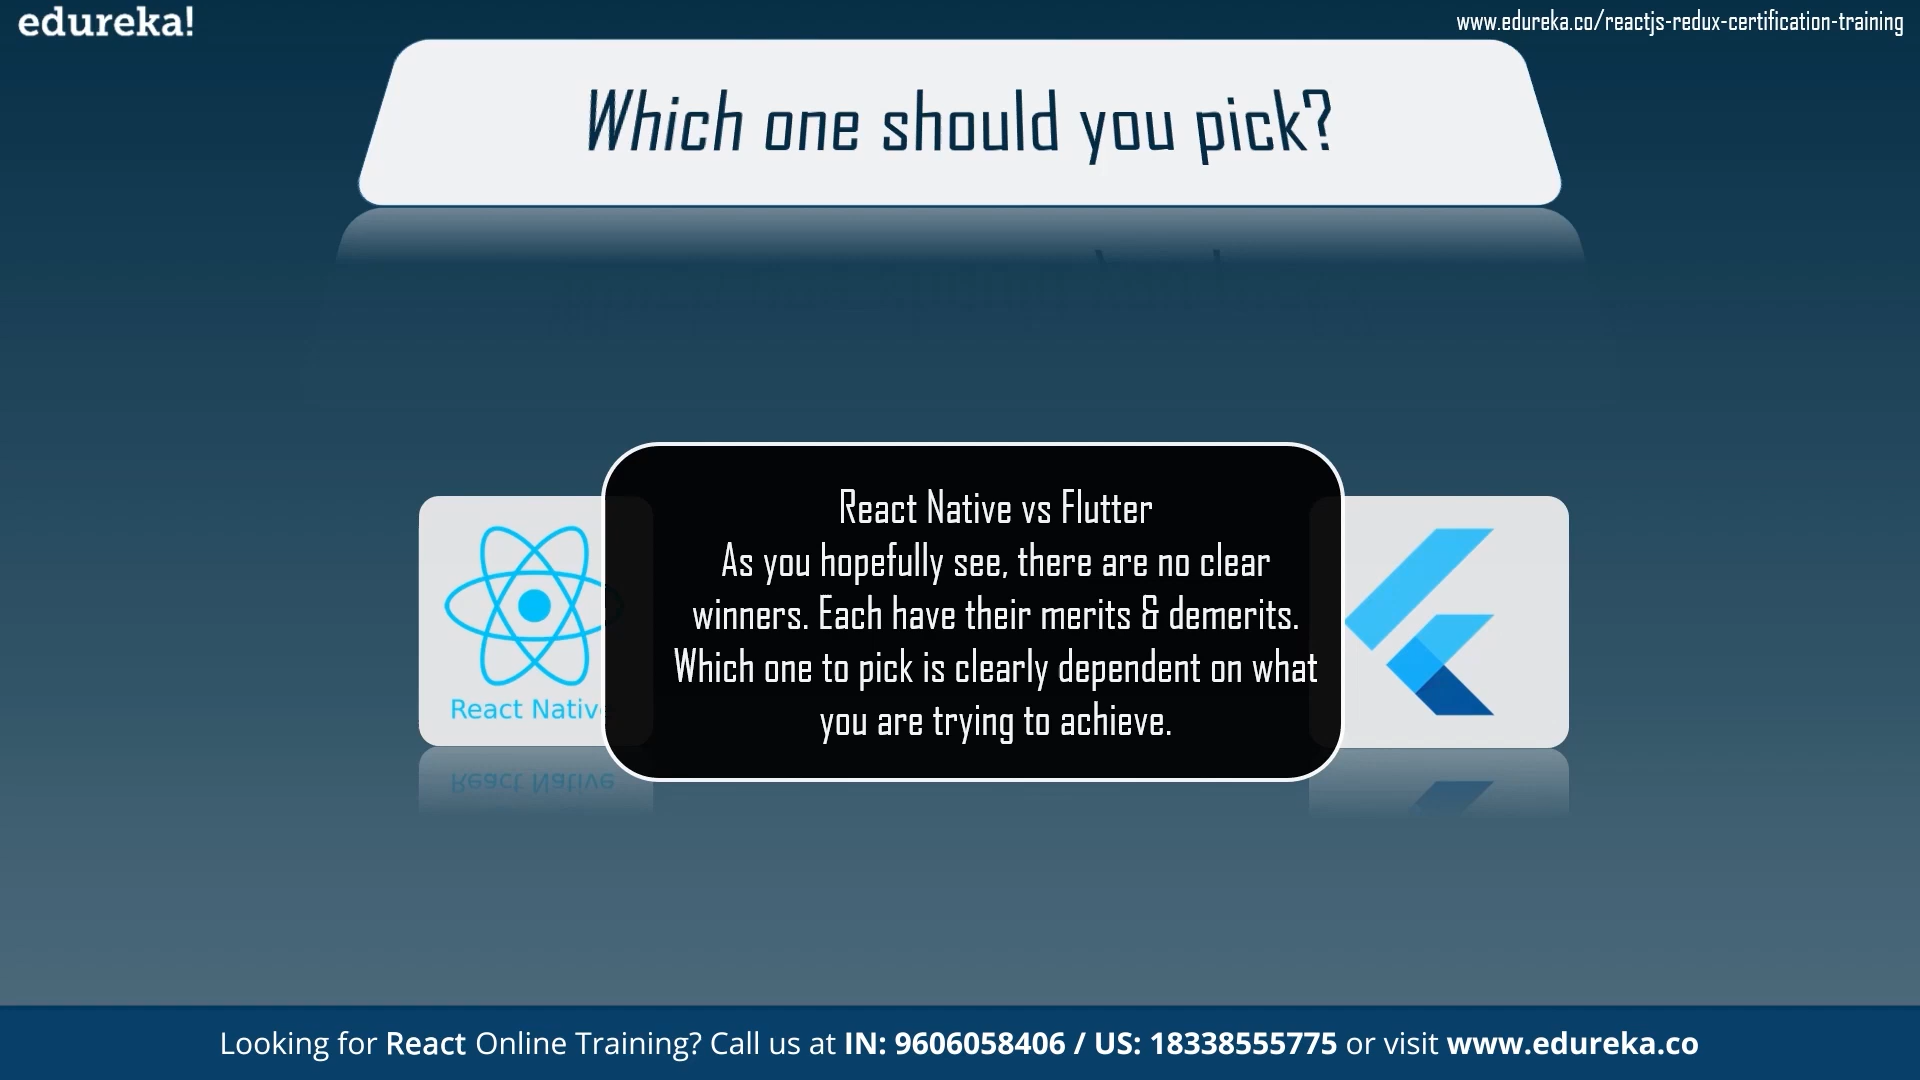 edureka!
www.edureka.co/reactjs-redux-certification-training
Which one should you pick?
React Native vs Flutter
As you hopefully see, there are no clear
winners. Each have their merits & demerits.
Which one to pick is clearly dependent on what
you are trying to achieve.
React Native
Looking for React Online Training? Call us at IN: 9606058406 / US: 18338555775 or visit www.edureka.co